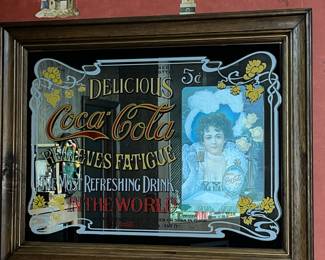 DELICIOUS 5¢
Coca-Cola
RELIEVES FATIGUE
THE MOST REFRESHING DRINK
IN THE WORLD